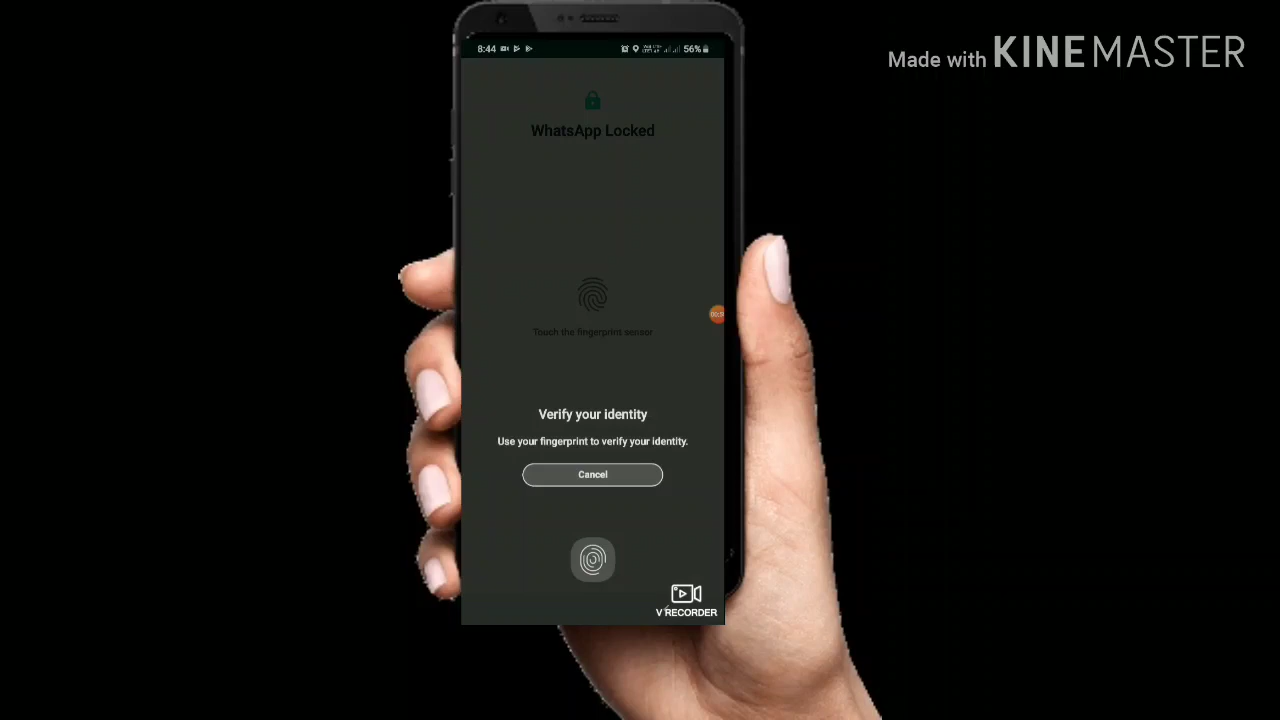 Made with KINEMASTER
8:44
56%
WhatsApp Locked
Touch the fingerprint sensor
Verify your identity
Use your fingerprint to verify your identity.
Cancel
V RECORDER